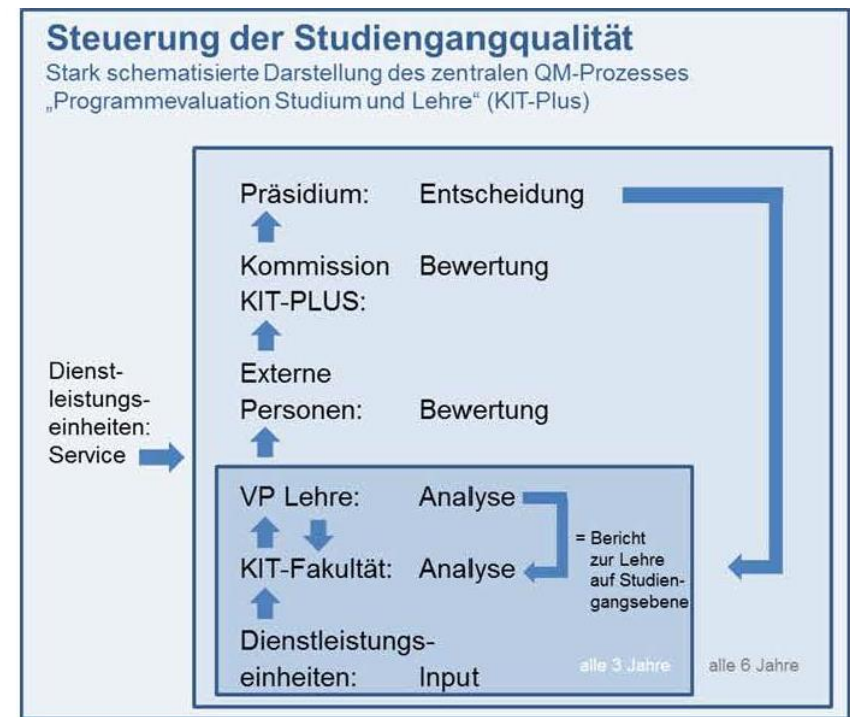 Steuerung der Studiengangqualität
Stark schematisierte Darstellung des zentralen QM-Prozesses
„Programmevaluation Studium und Lehre“ (KIT-Plus)
Präsidium: Entscheidung
Kommission Bewertung
KIT-PLUS:
Externe
Personen: Bewertung
Dienst-
leistungs-
einheiten:
Service
VP Lehre: Analyse
KIT-Fakultät: Analyse
= Bericht
zur Lehre
auf Studien-
gangsebene
Dienstleistungs-
einheiten: Input
alle 3 Jahre
alle 6 Jahre